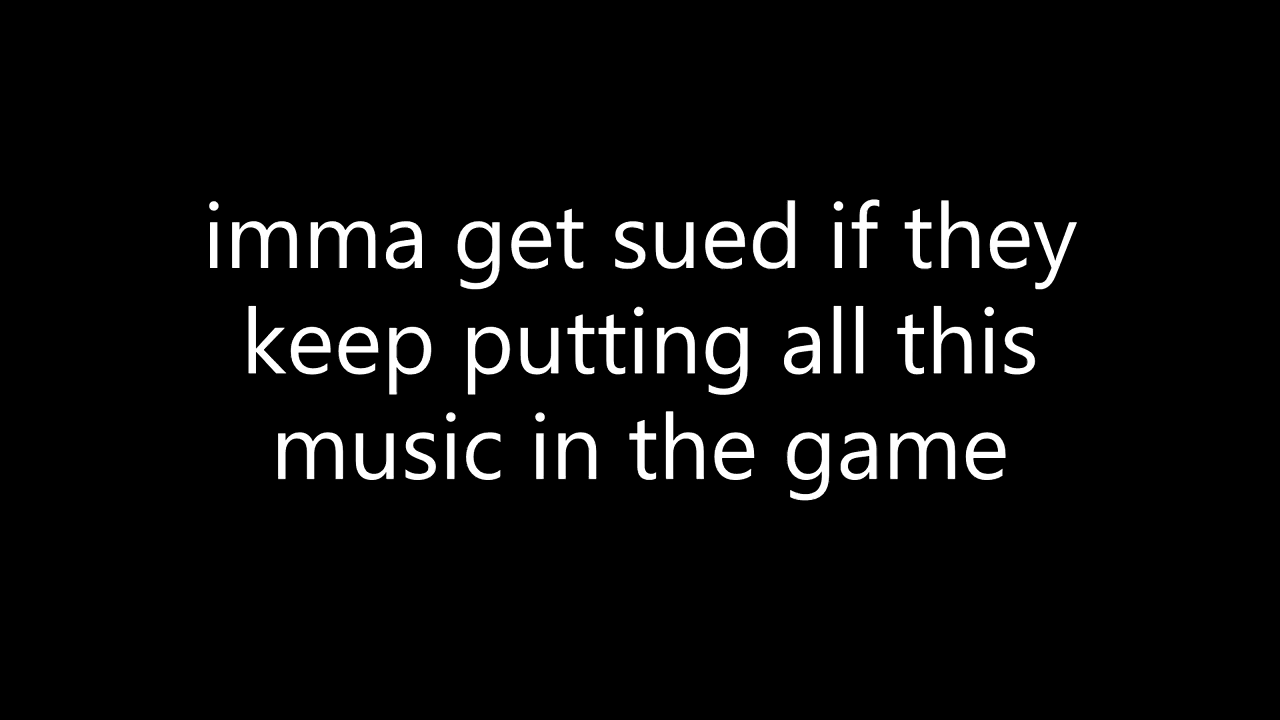 imma get sued if they
keep putting all this
music in the game